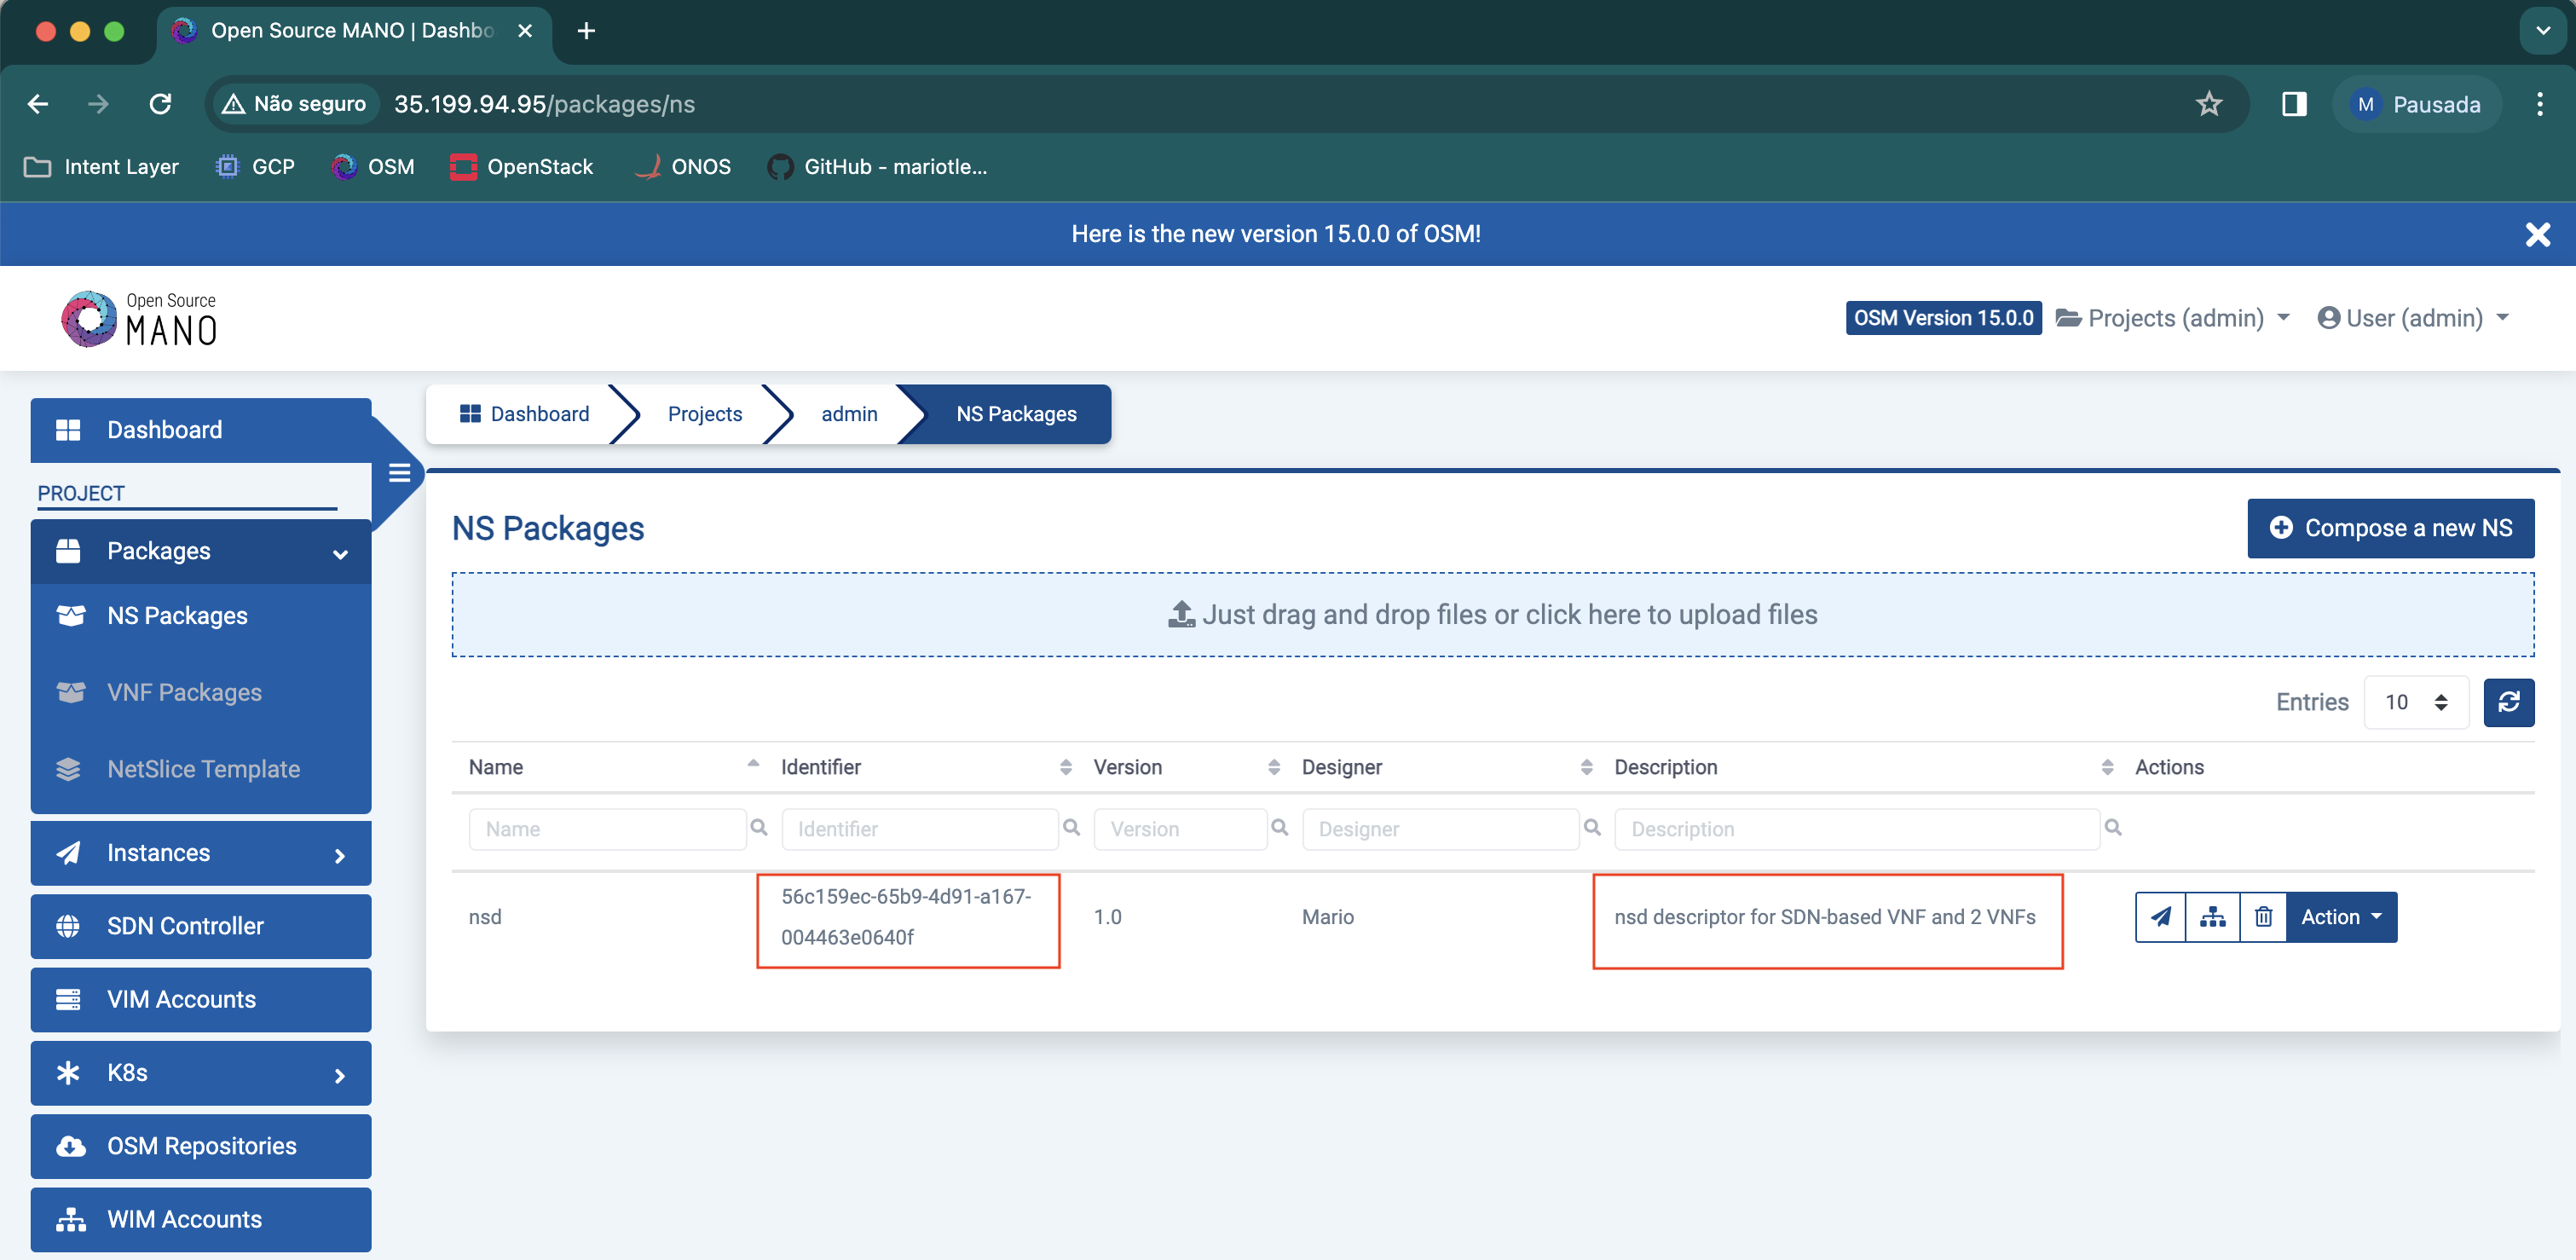 Open Source MANO | Dashbo
Não seguro
35.199.94.95/packages/ns
M Pausada
Intent Layer
GCP
OSM
OpenStack
ONOS
GitHub - mariotle...
Here is the new version 15.0.0 of OSM!
Open Source
MANO
OSM Version 15.0.0
Projects (admin)
User (admin)
Dashboard
PROJECT
Packages
NS Packages
VNF Packages
NetSlice Template
Instances
SDN Controller
VIM Accounts
K8s
OSM Repositories
WIM Accounts
Dashboard
Projects
admin
NS Packages
NS Packages
Compose a new NS
Just drag and drop files or click here to upload files
Entries 10
Name Identifier Version Designer Description Actions
Name Identifier Version Designer Description
nsd
56c159ec-65b9-4d91-a167-
004463e0640f
1.0
Mario
nsd descriptor for SDN-based VNF and 2 VNFs
Action